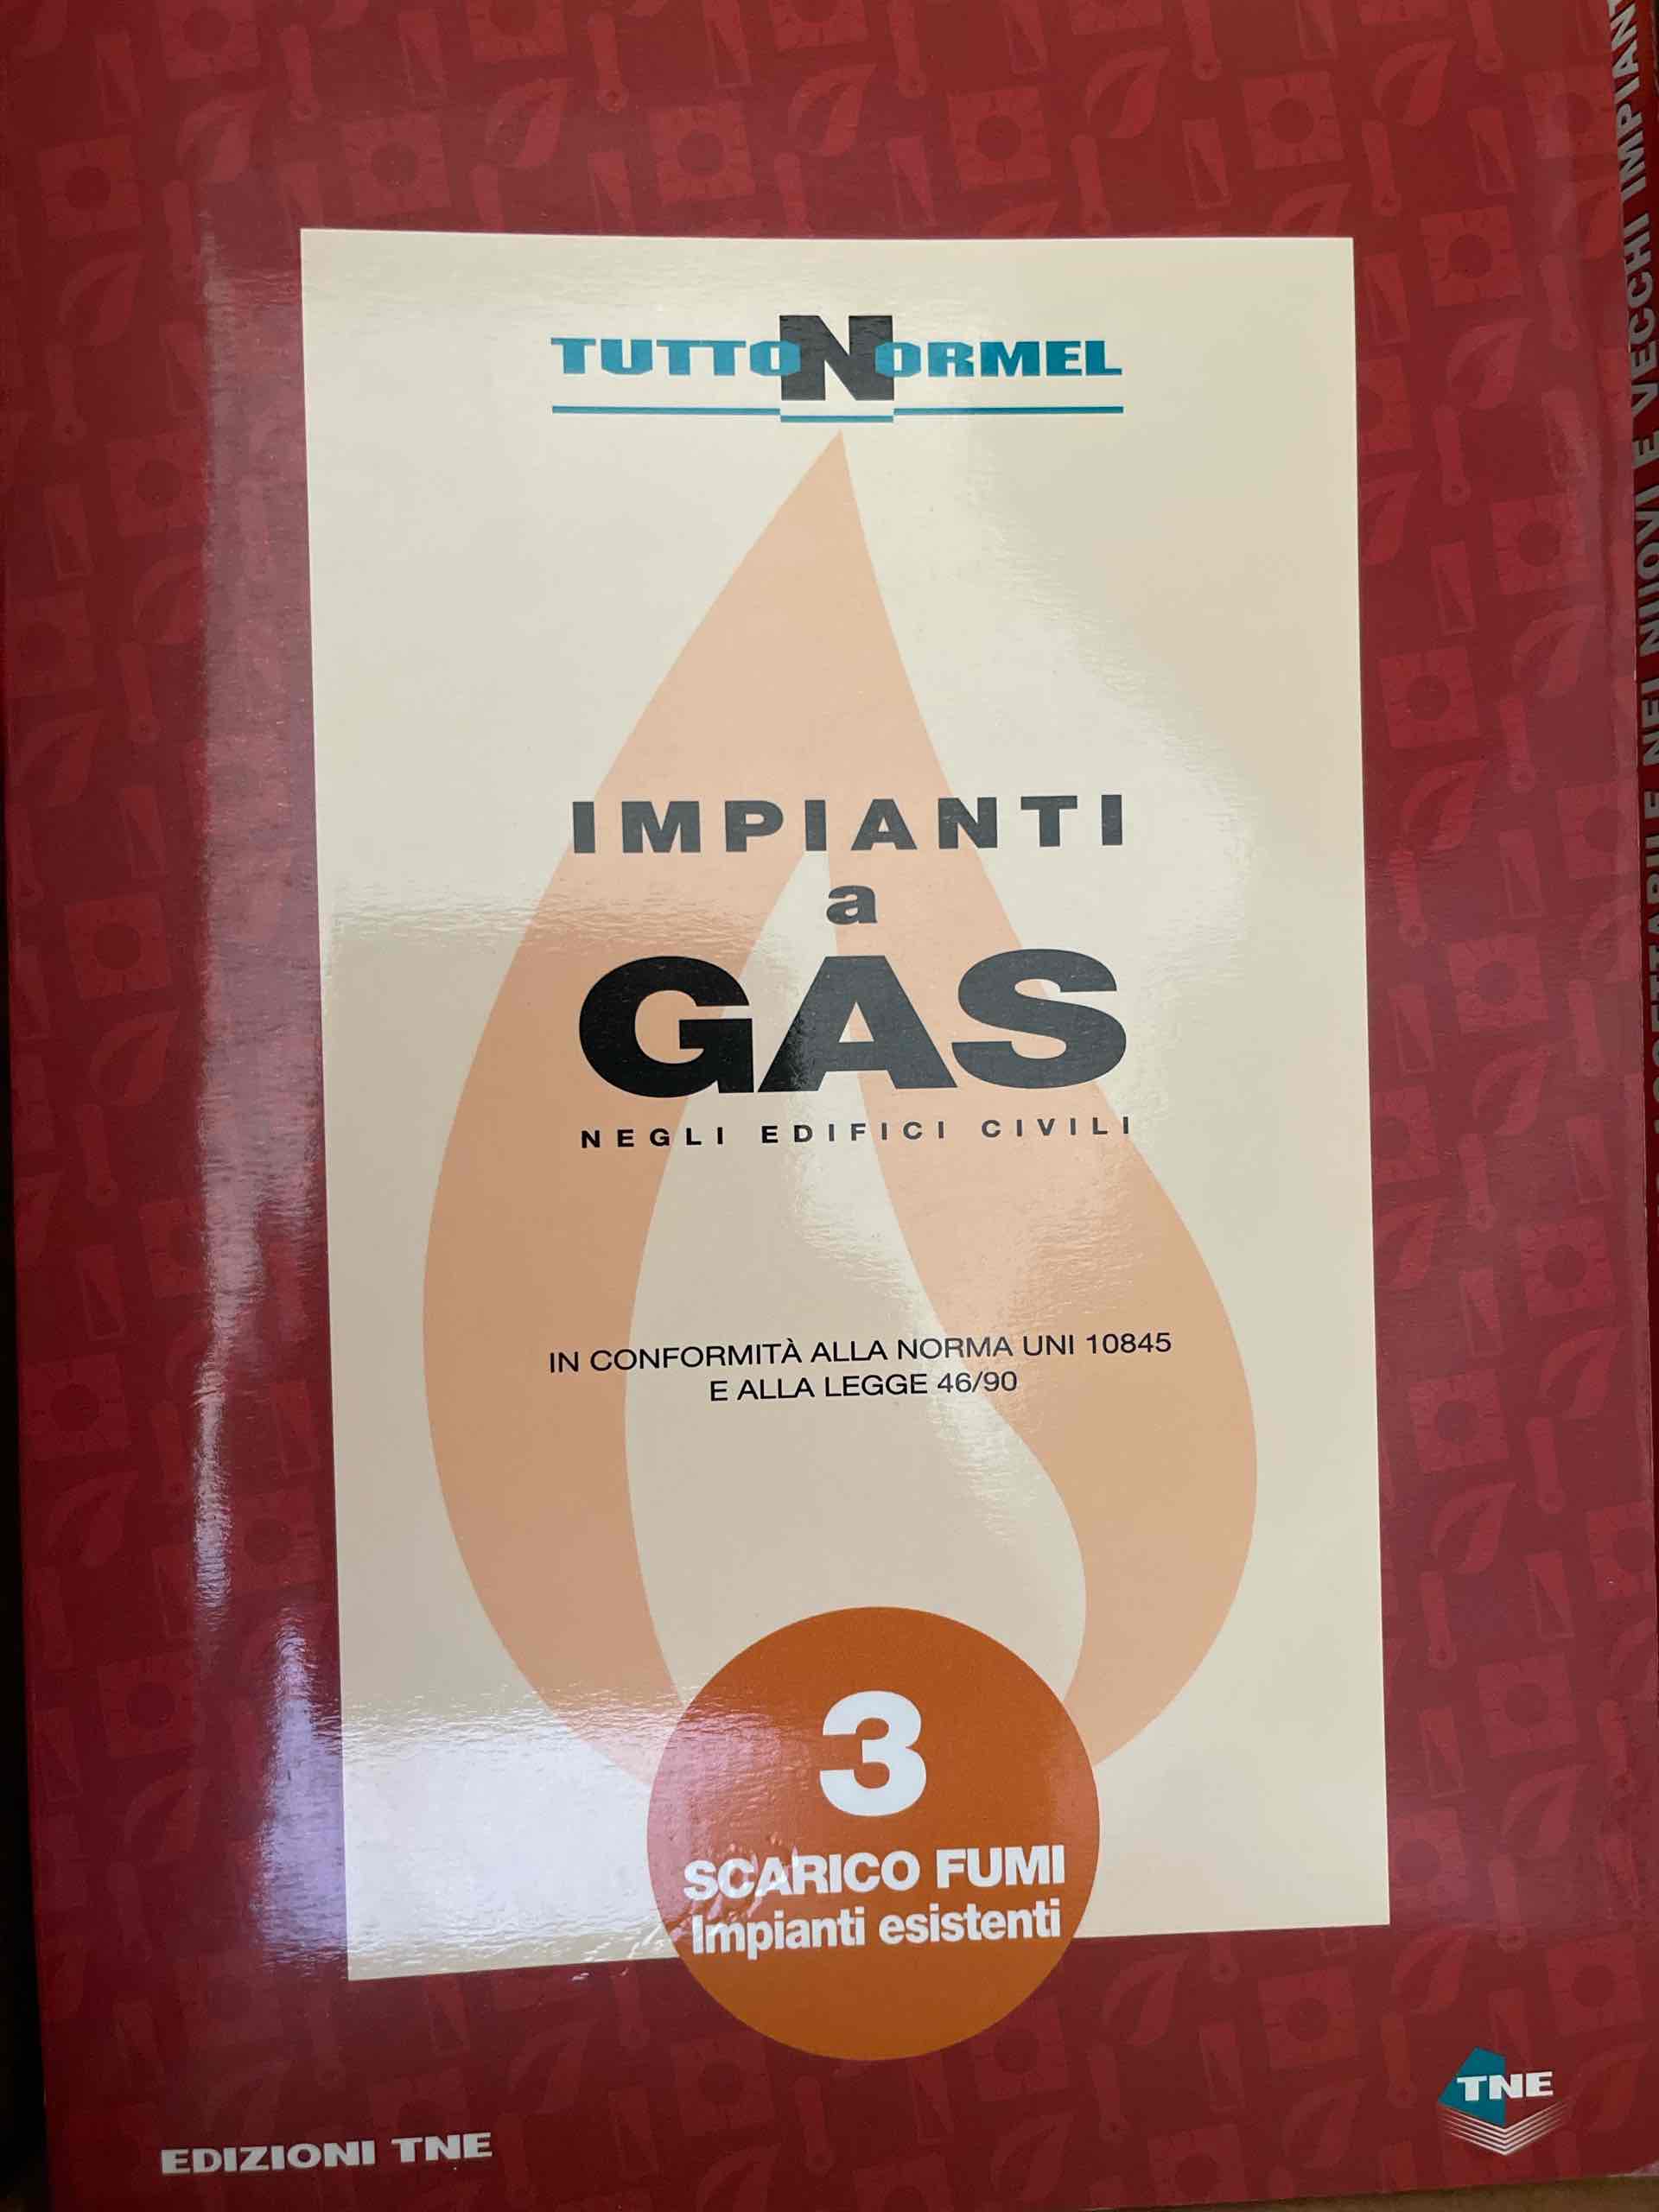 TUTTONORMEL
IMPIANTI
a
GAS
NEGLI EDIFICI CIVILI
IN CONFORMITÀ ALLA NORMA UNI 10845
E ALLA LEGGE 46/90
3
SCARICO FUMI
Impianti esistenti
EDIZIONI TNE
TNE
NEI NUOVI E VECCHI